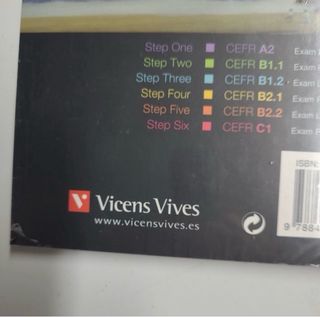 Step One CEFR A2 Exam
Step Two CEFR B1.1 Exam
Step Three CEFR B1.2 Exam L
Step Four CEFR B2.1 Exam
Step Five CEFR B2.2 Exam L
Step Six CEFR C1 Exam
ISBN:
Vicens Vives
www.vicensvives.es
9 7884